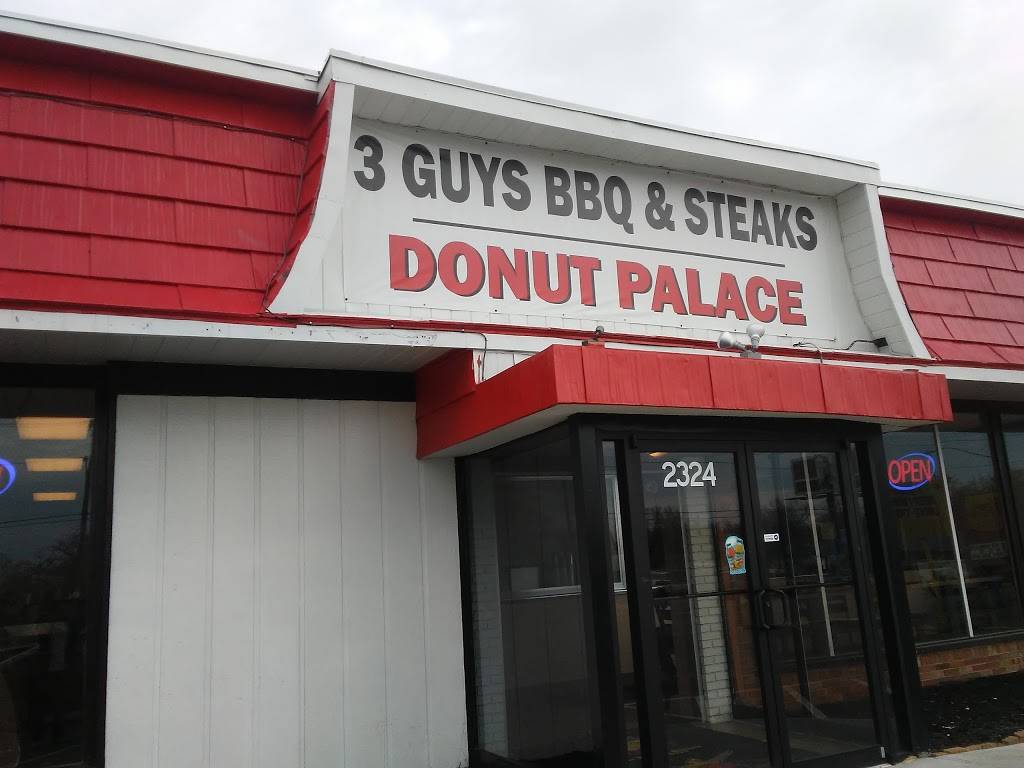 3 GUYS BBQ & STEAKS
DONUT PALACE
2324
OPEN